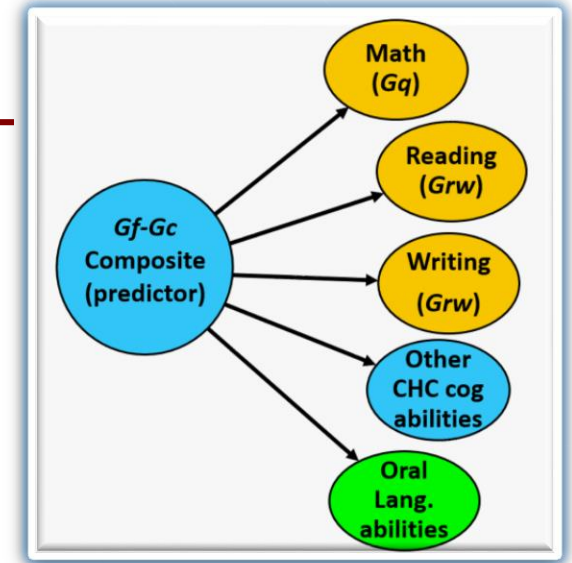 Math
(Gq)
Reading
(Grw)
Gf-Gc
Composite
(predictor)
Writing
(Grw)
Other
CHC cog
abilities
Oral
Lang.
abilities